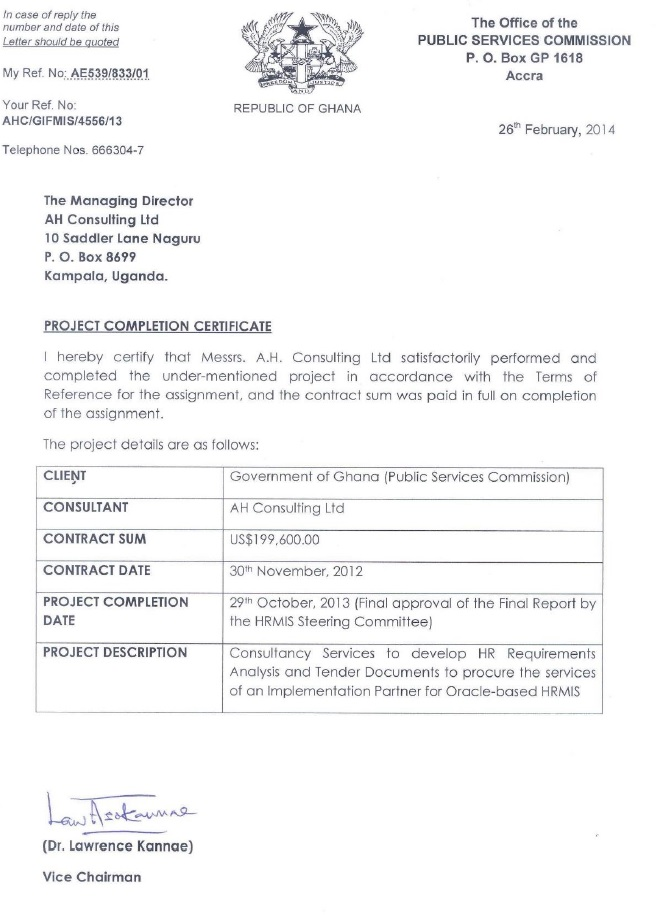 In case of reply the
number and date of this
Letter should be quoted
My Ref. No: AE539/833/01
Your Ref. No:
AHC/GIFMIS/4556/13
Telephone Nos. 666304-7
FREEDOM AND JUSTICE
REPUBLIC OF GHANA
The Office of the
PUBLIC SERVICES COMMISSION
P. O. Box GP 1618
Accra
26th February, 2014
The Managing Director
AH Consulting Ltd
10 Saddler Lane Naguru
P. O. Box 8699
Kampala, Uganda.
PROJECT COMPLETION CERTIFICATE
I hereby certify that Messrs. A.H. Consulting Ltd satisfactorily performed and
completed the under-mentioned project in accordance with the Terms of
Reference for the assignment, and the contract sum was paid in full on completion
of the assignment.
The project details are as follows:
CLIENT Government of Ghana (Public Services Commission)
CONSULTANT AH Consulting Ltd
CONTRACT SUM US$199,600.00
CONTRACT DATE 30th November, 2012
PROJECT COMPLETION 29th October, 2013 (Final approval of the Final Report by
DATE the HRMIS Steering Committee)
PROJECT DESCRIPTION Consultancy Services to develop HR Requirements
Analysis and Tender Documents to procure the services
of an Implementation Partner for Oracle-based HRMIS
(Dr. Lawrence Kannae)
Vice Chairman